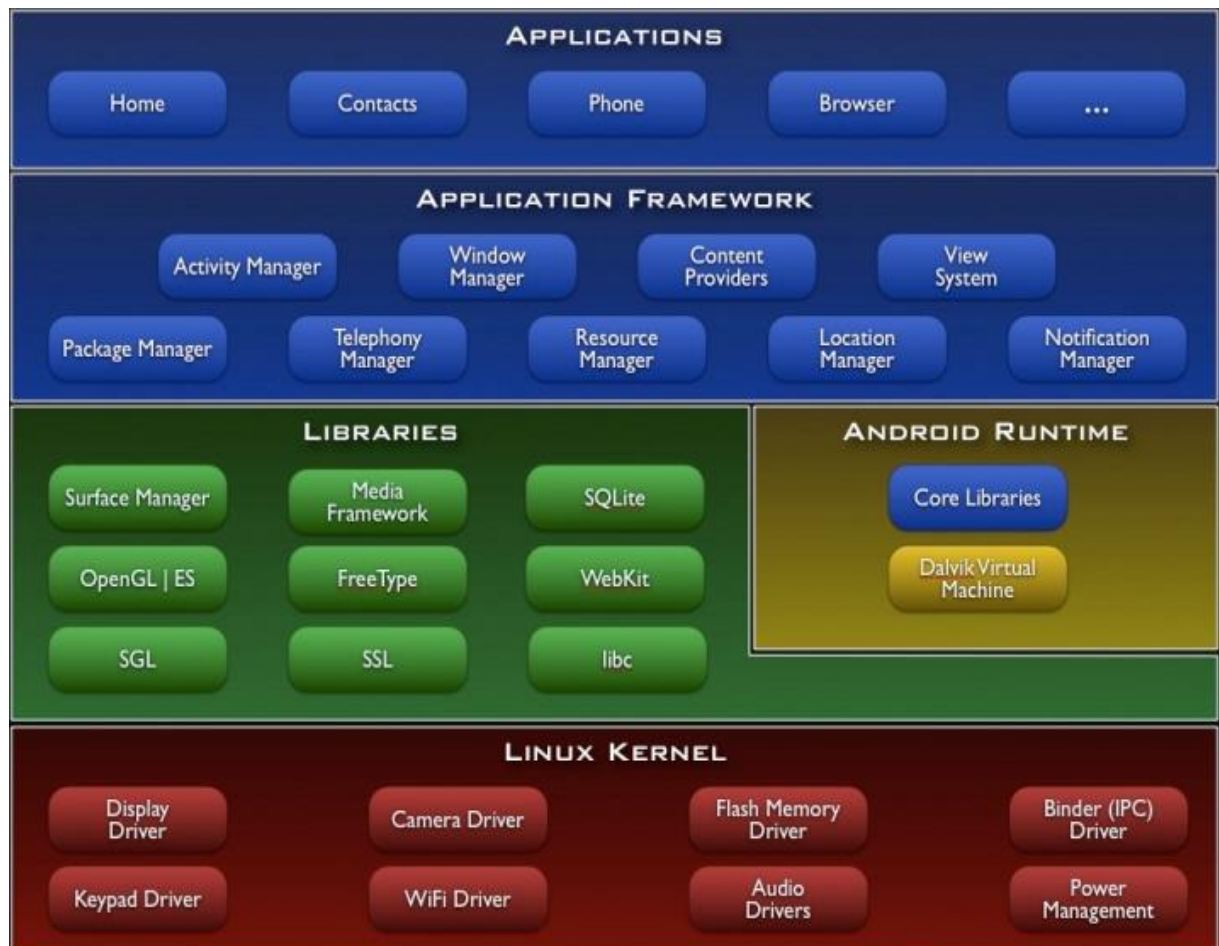 APPLICATIONS
Home
Contacts
Phone
Browser
...
APPLICATION FRAMEWORK
Activity Manager
Window
Manager
Content
Providers
View
System
Package Manager
Telephony
Manager
Resource
Manager
Location
Manager
Notification
Manager
LIBRARIES
Surface Manager
Media
Framework
SQLite
OpenGL | ES
FreeType
WebKit
SGL
SSL
libc
ANDROID RUNTIME
Core Libraries
Dalvik Virtual
Machine
LINUX KERNEL
Display
Driver
Camera Driver
Flash Memory
Driver
Binder (IPC)
Driver
Keypad Driver
WiFi Driver
Audio
Drivers
Power
Management